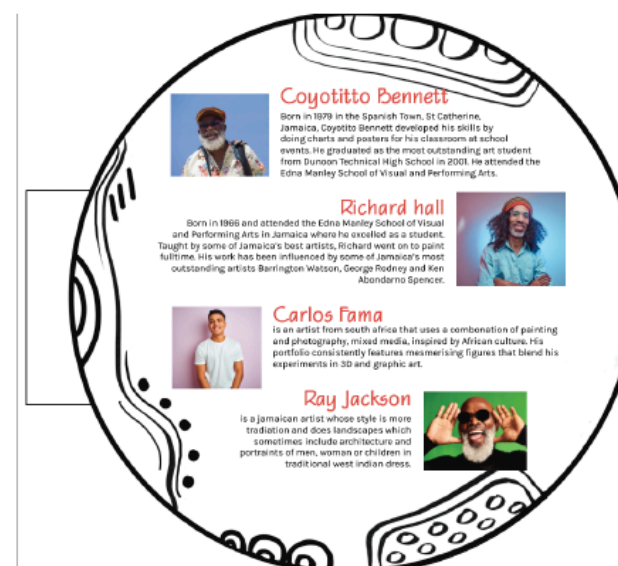 Coyotitto Bennett
Born in 1979 in the Spanish Town, St Catherine,
Jamaica, Coyotito Bennett developed his skills by
doing charts and posters for his classroom at school
events. He graduated as the most outstanding art student
from Dunoon Technical High School in 2001. He attended the
Edna Manley School of Visual and Performing Arts.
Richard hall
Born in 1966 and attended the Edna Manley School of Visual
and Performing Arts in Jamaica where he excelled as a student.
Taught by some of Jamaica's best artists, Richard went on to paint
fulltime. His work has been influenced by some of Jamaica's most
outstanding artists Barrington Watson, George Rodney and Ken
Abondarno Spencer.
Carlos Fama
is an artist from south africa that uses a combonation of painting
and photography, mixed media, inspired by African culture. His
portfolio consistently features mesmerising figures that blend his
experiments in 3D and graphic art.
Ray Jackson
is a jamaican artist whose style is more
tradiation and does landscapes which
sometimes include architecture and
portraints of men, woman or children in
traditional west indian dress.